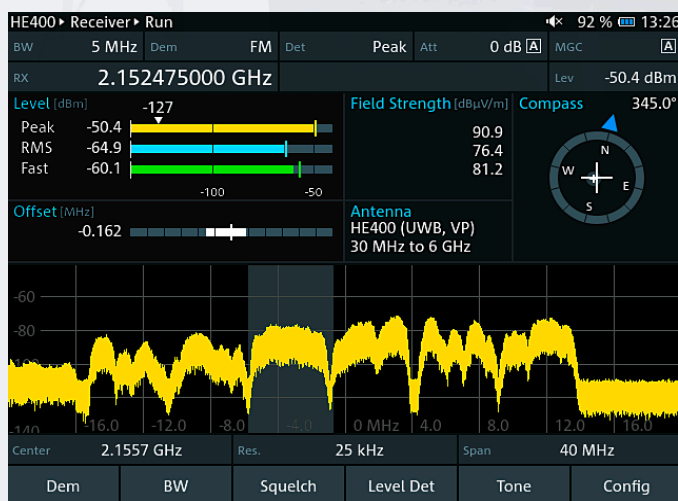 HE400 ▸ Receiver ▸ Run 92 % 13:26
BW 5 MHz Dem FM Det Peak Att 0 dB A MGC A
RX 2.152475000 GHz Lev -50.4 dBm
Level [dBm] -127 Field Strength [dBµV/m] Compass 345.0°
Peak -50.4 90.9
RMS -64.9 76.4
Fast -60.1 81.2
-100 -50
N
W E
S
Offset [MHz] Antenna
-0.162 HE400 (UWB, VP)
30 MHz to 6 GHz
-60
-80
-100
-140 -16.0 -12.0 -8.0 -4.0 0 MHz 4.0 8.0 12.0 16.0
Center 2.1557 GHz Res. 25 kHz Span 40 MHz
Dem BW Squelch Level Det Tone Config